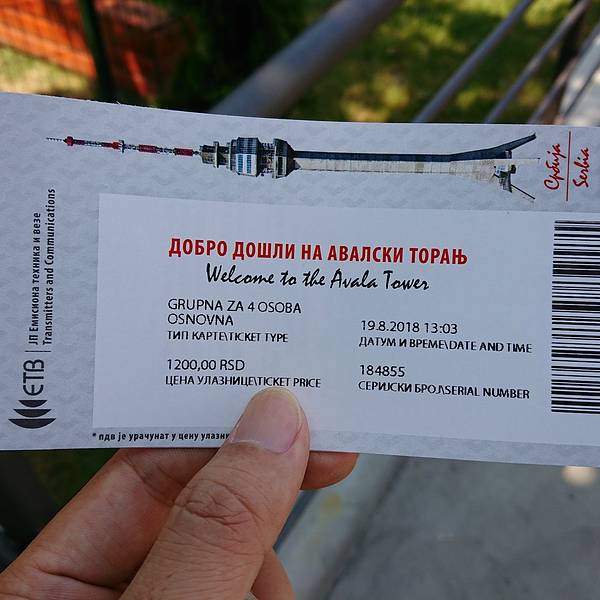 Србија
Serbia
ЈП Емисиона техника и везе
Transmitters and Communications
ЕТВ
ДОБРО ДОШЛИ НА АВАЛСКИ ТОРАЊ
Welcome to the Avala Tower
GRUPNA ZA 4 OSOBA
OSNOVNA
ТИП КАРТЕ\TICKET TYPE
19.8.2018 13:03
ДАТУМ И ВРЕМЕ\DATE AND TIME
1200,00 RSD
ЦЕНА УЛАЗНИЦЕ\TICKET PRICE
184855
СЕРИЈСКИ БРОЈ\SERIAL NUMBER
* пдв је урачунат у цену